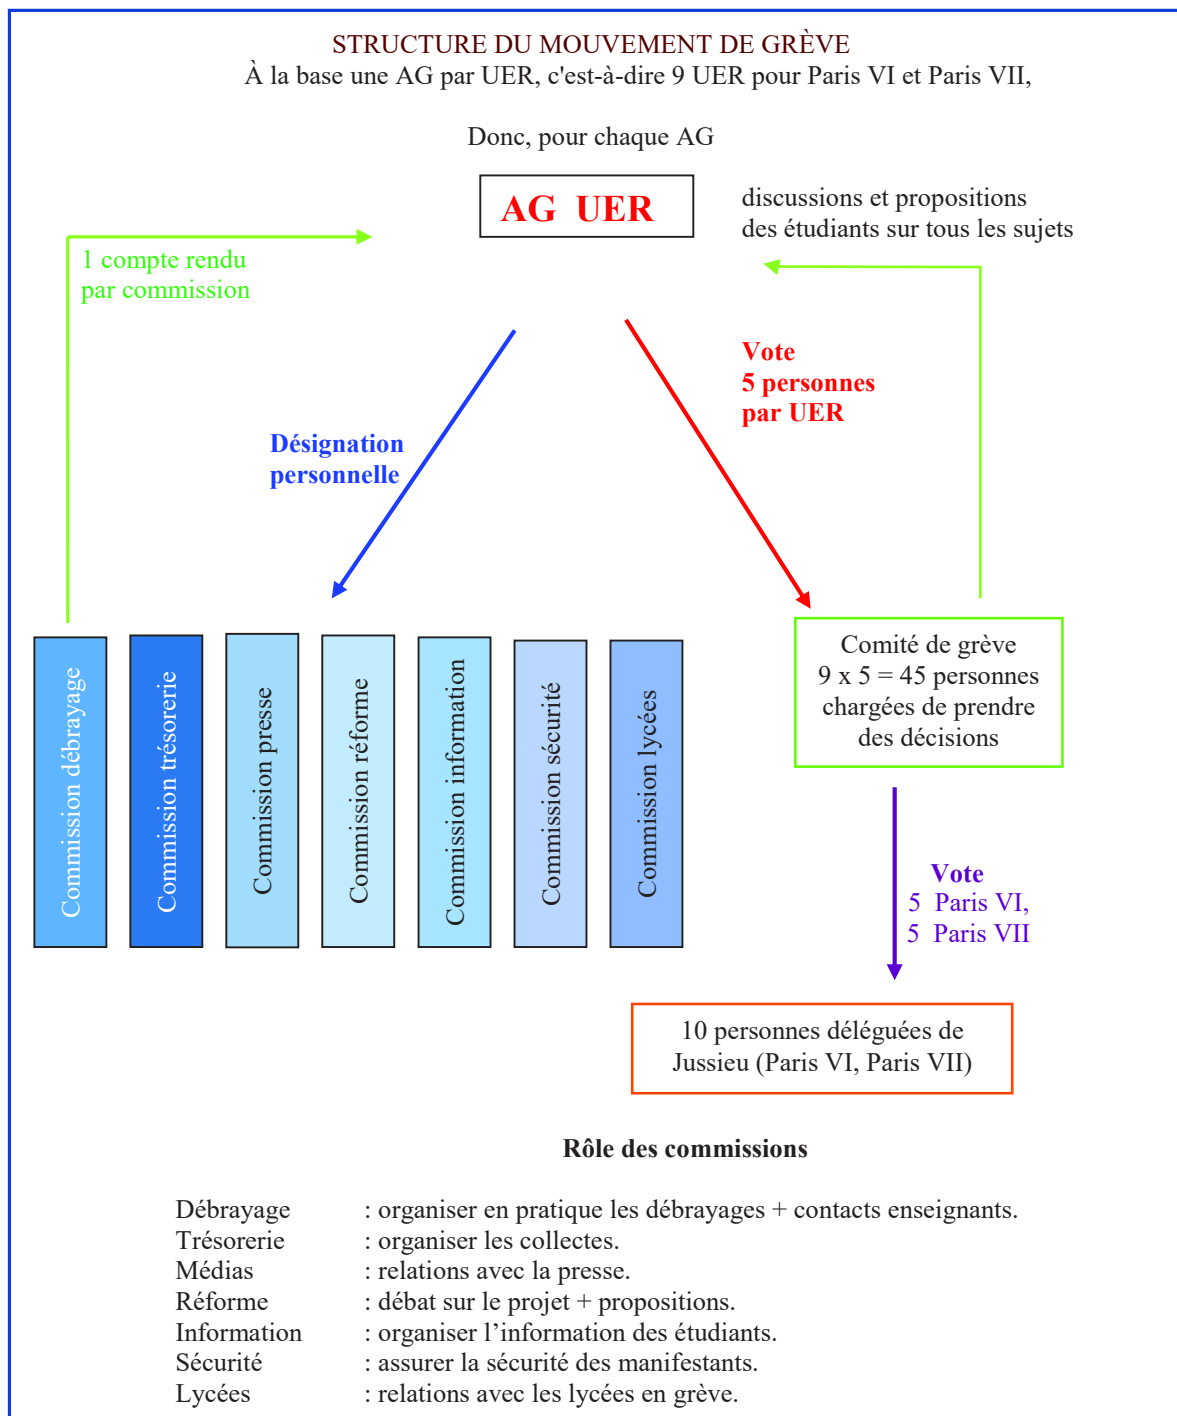 STRUCTURE DU MOUVEMENT DE GRÈVE
À la base une AG par UER, c'est-à-dire 9 UER pour Paris VI et Paris VII,
Donc, pour chaque AG
AG UER
discussions et propositions
des étudiants sur tous les sujets
1 compte rendu
par commission
Vote
5 personnes
par UER
Désignation
personnelle
Commission débrayage
Commission trésorerie
Commission presse
Commission réforme
Commission information
Commission sécurité
Commission lycées
Comité de grève
9 x 5 = 45 personnes
chargées de prendre
des décisions
Vote
5 Paris VI,
5 Paris VII
10 personnes déléguées de
Jussieu (Paris VI, Paris VII)
Rôle des commissions
Débrayage : organiser en pratique les débrayages + contacts enseignants.
Trésorerie : organiser les collectes.
Médias : relations avec la presse.
Réforme : débat sur le projet + propositions.
Information : organiser l’information des étudiants.
Sécurité : assurer la sécurité des manifestants.
Lycées : relations avec les lycées en grève.